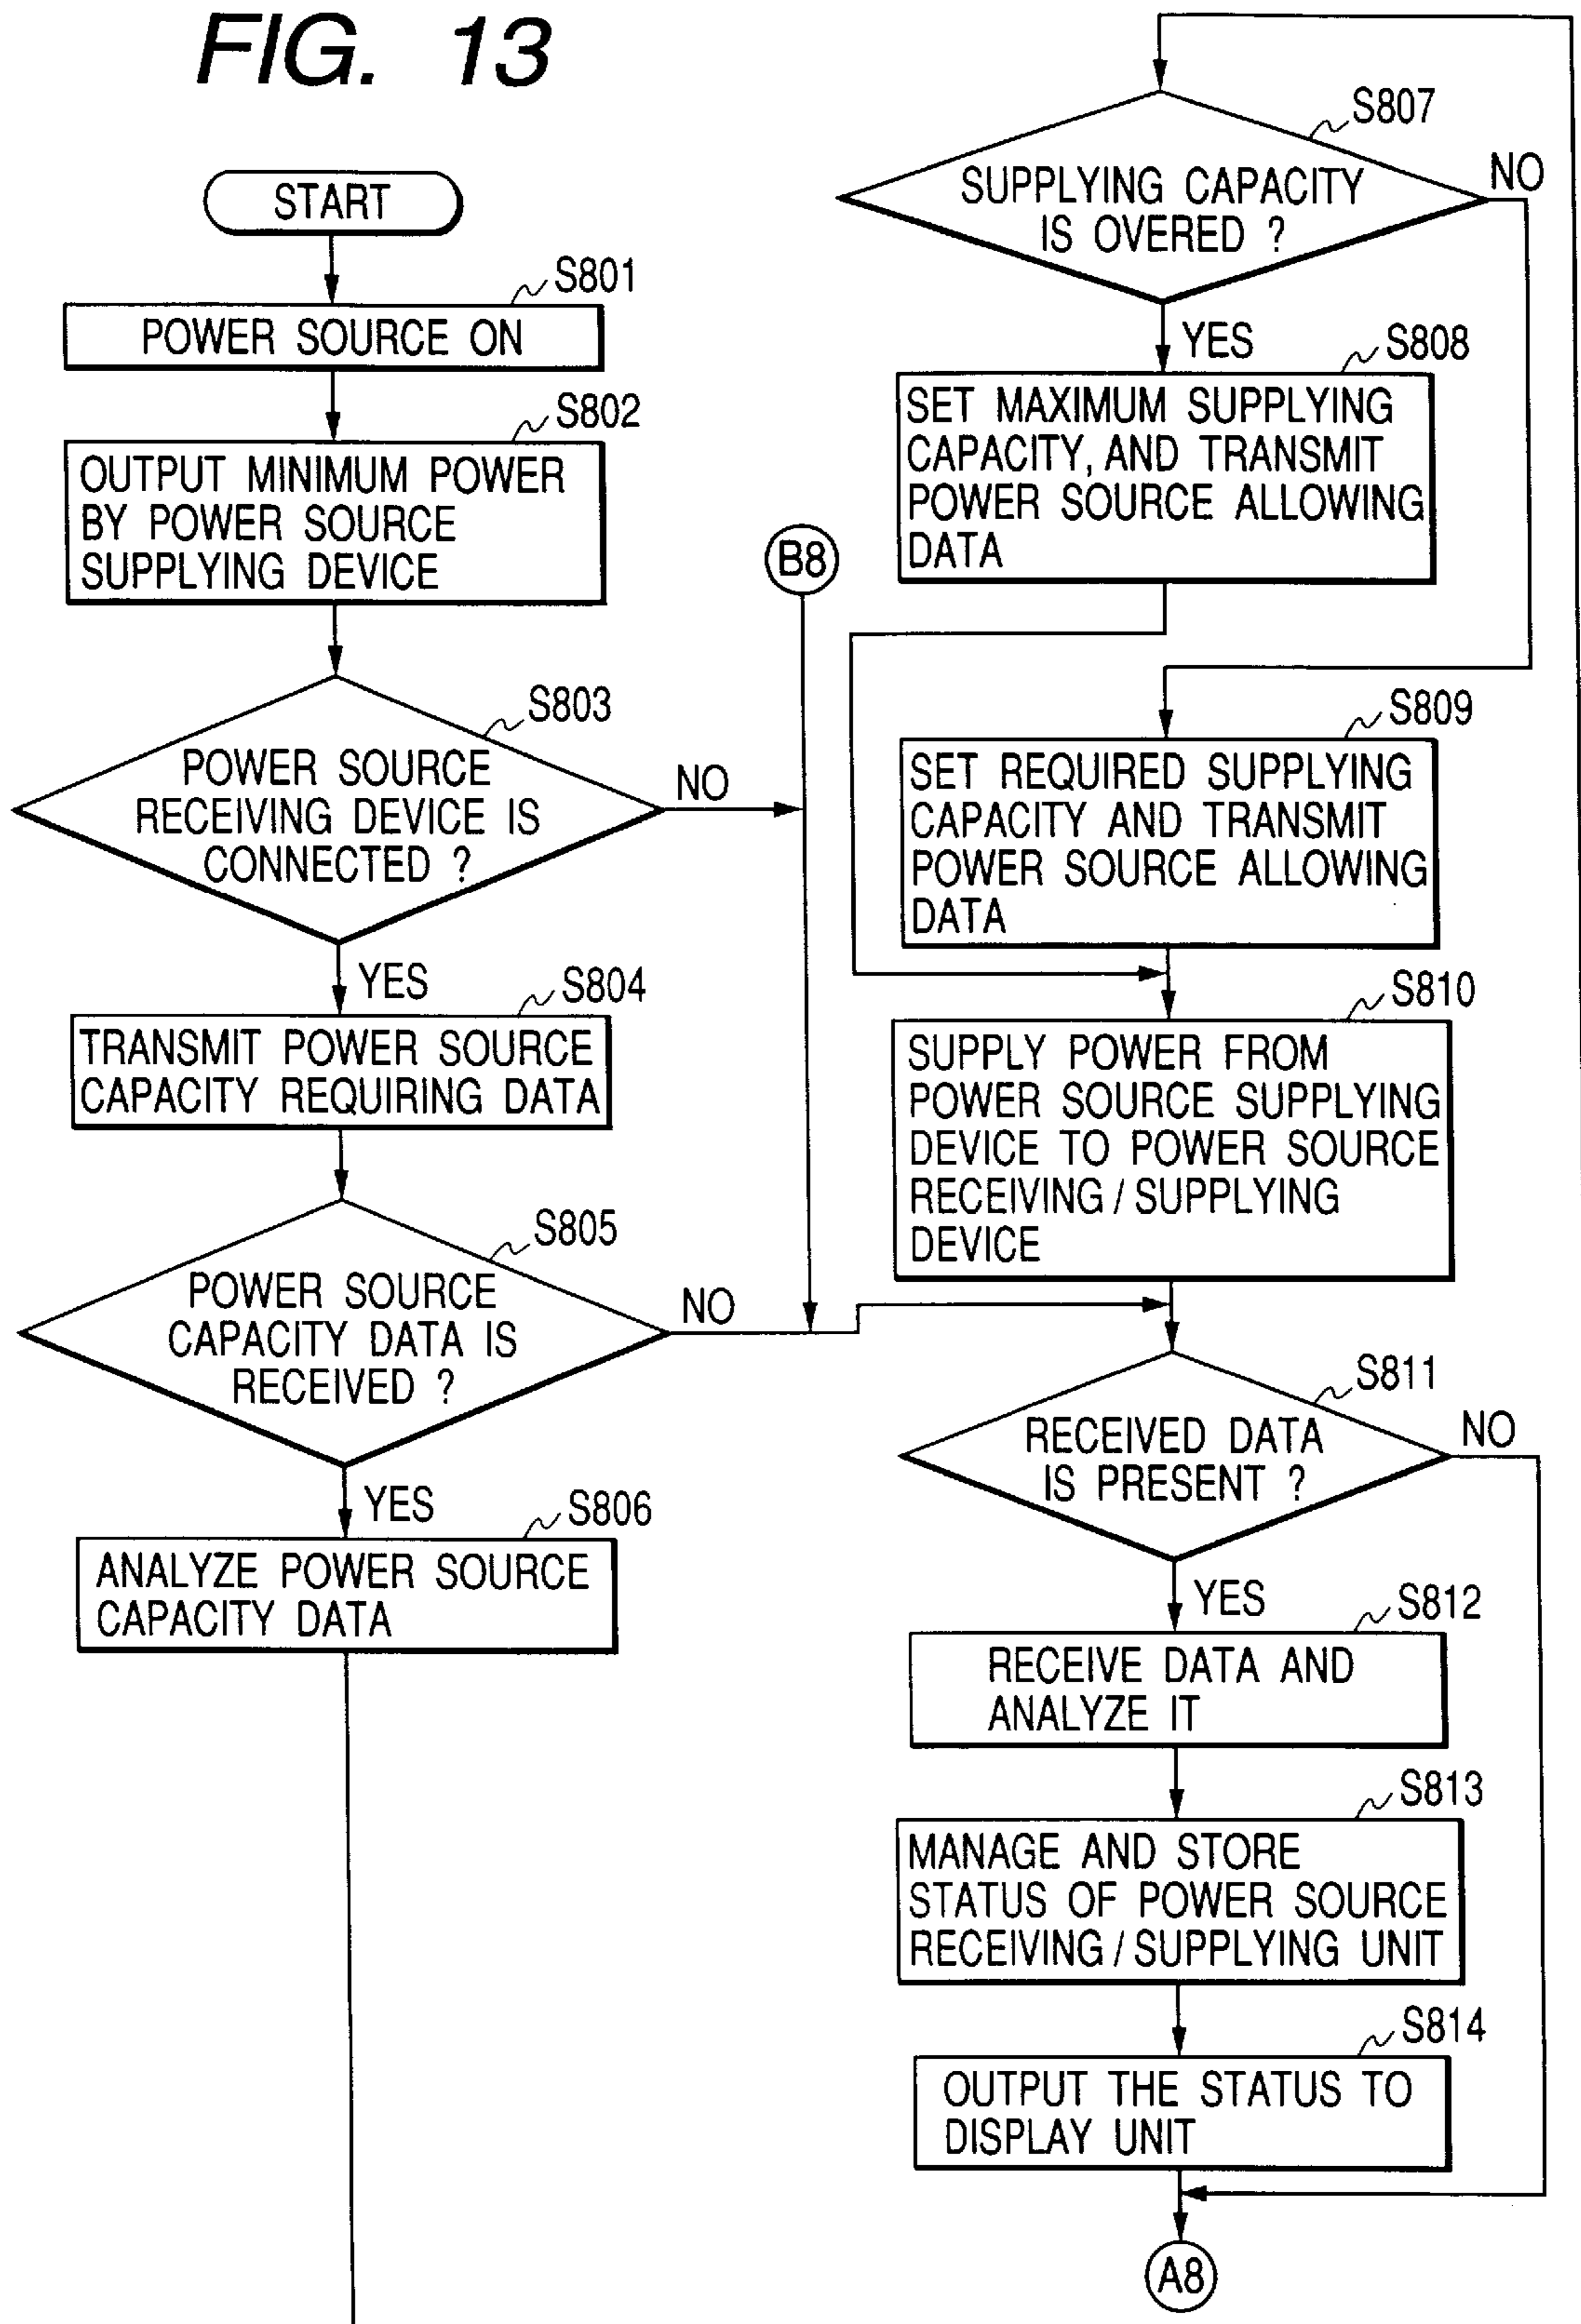 FIG. 13
START
S801
POWER SOURCE ON
S802
OUTPUT MINIMUM POWER
BY POWER SOURCE
SUPPLYING DEVICE
S803
POWER SOURCE
RECEIVING DEVICE IS
CONNECTED ?
NO
YES
S804
TRANSMIT POWER SOURCE
CAPACITY REQUIRING DATA
S805
POWER SOURCE
CAPACITY DATA IS
RECEIVED ?
NO
YES
S806
ANALYZE POWER SOURCE
CAPACITY DATA
B8
S807
SUPPLYING CAPACITY
IS OVERED ?
NO
YES
S808
SET MAXIMUM SUPPLYING
CAPACITY, AND TRANSMIT
POWER SOURCE ALLOWING
DATA
S809
SET REQUIRED SUPPLYING
CAPACITY AND TRANSMIT
POWER SOURCE ALLOWING
DATA
S810
SUPPLY POWER FROM
POWER SOURCE SUPPLYING
DEVICE TO POWER SOURCE
RECEIVING / SUPPLYING
DEVICE
S811
RECEIVED DATA
IS PRESENT ?
NO
YES
S812
RECEIVE DATA AND
ANALYZE IT
S813
MANAGE AND STORE
STATUS OF POWER SOURCE
RECEIVING / SUPPLYING UNIT
S814
OUTPUT THE STATUS TO
DISPLAY UNIT
A8